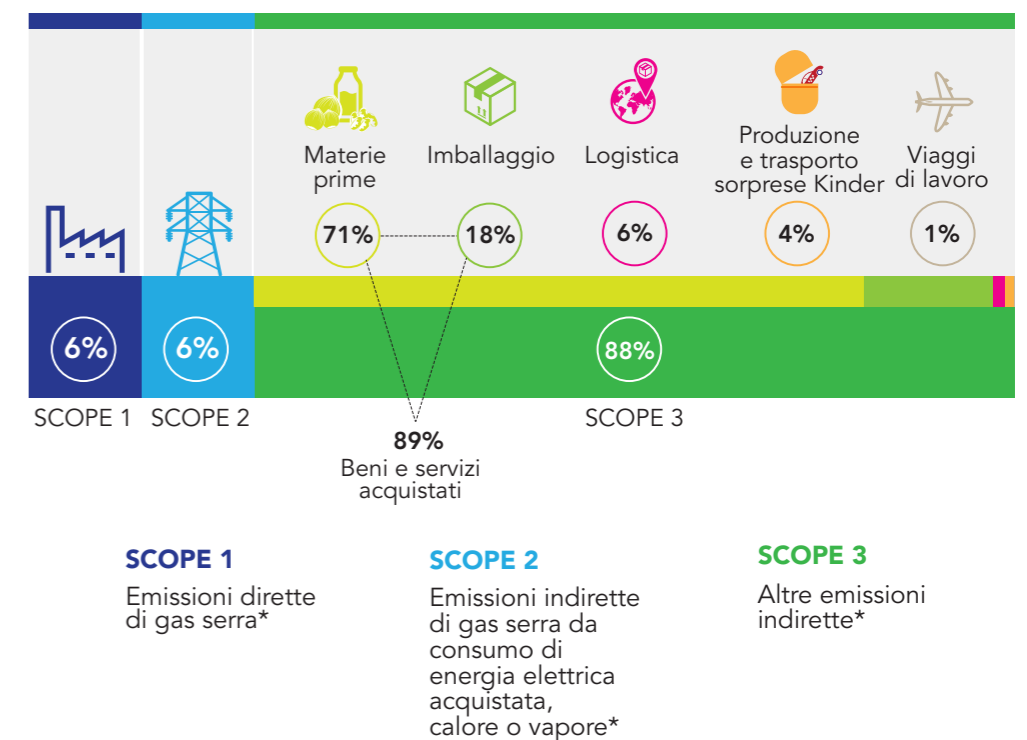 Materie
prime
Imballaggio
Logistica
Produzione
e trasporto
sorprese Kinder
Viaggi
di lavoro
71%
18%
6%
4%
1%
6%
6%
88%
SCOPE 1
SCOPE 2
SCOPE 3
89%
Beni e servizi
acquistati
SCOPE 1
Emissioni dirette
di gas serra*
SCOPE 2
Emissioni indirette
di gas serra da
consumo di
energia elettrica
acquistata,
calore o vapore*
SCOPE 3
Altre emissioni
indirette*